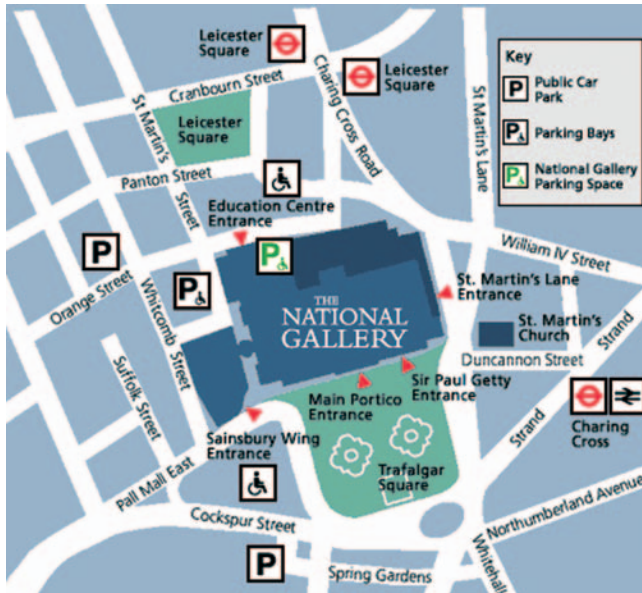 Leicester
Square
Leicester
Square
Cranbourn Street
Charing Cross Road
St Martin's
Street
St Martin's Lane
Leicester
Square
Key
P Public Car
Park
P Parking Bays
P National Gallery
Parking Space
Panton Street
Education Centre
Entrance
P
P
P
Orange Street
Whitcomb Street
Suffolk Street
William IV Street
THE
NATIONAL
GALLERY
St. Martin's Lane
Entrance
St. Martin's
Church
Duncannon Street
Strand
Strand
Sir Paul Getty
Entrance
Main Portico
Entrance
Sainsbury Wing
Entrance
Trafalgar
Square
Charing
Cross
Pall Mall East
Cockspur Street
Northumberland Avenue
Whitehall
P
Spring Gardens